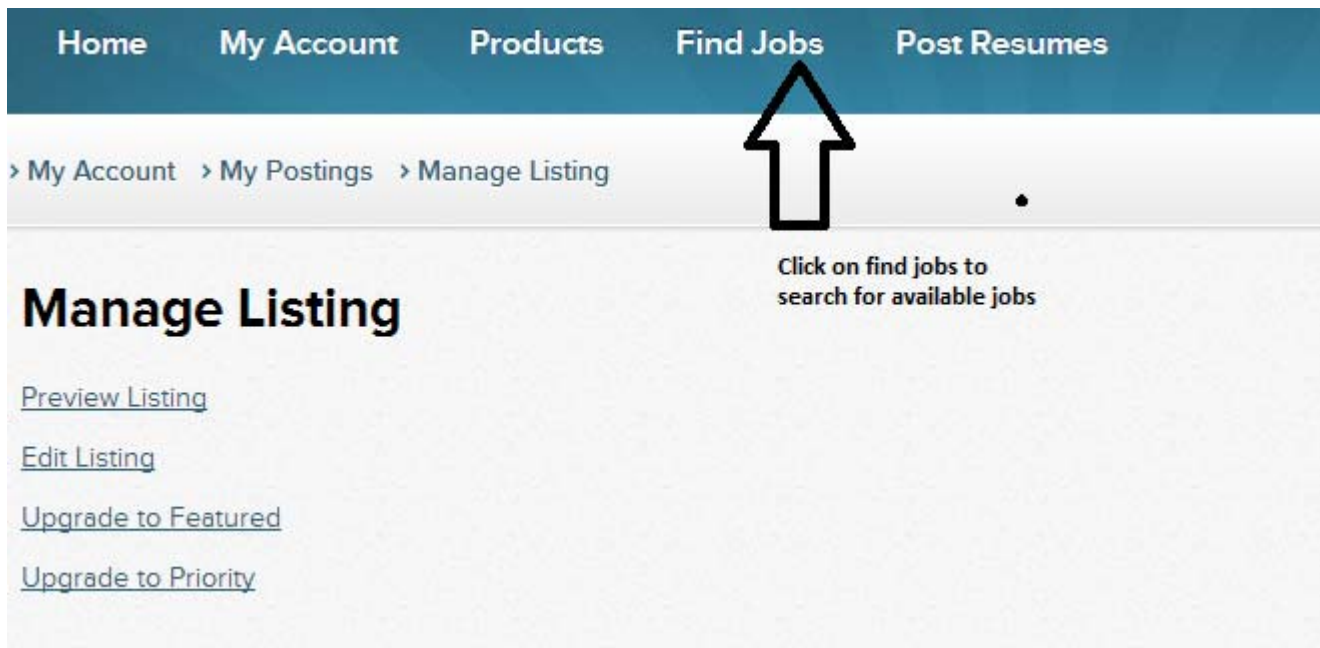 Home My Account Products Find Jobs Post Resumes
> My Account > My Postings > Manage Listing
Click on find jobs to
search for available jobs
Manage Listing
Preview Listing
Edit Listing
Upgrade to Featured
Upgrade to Priority